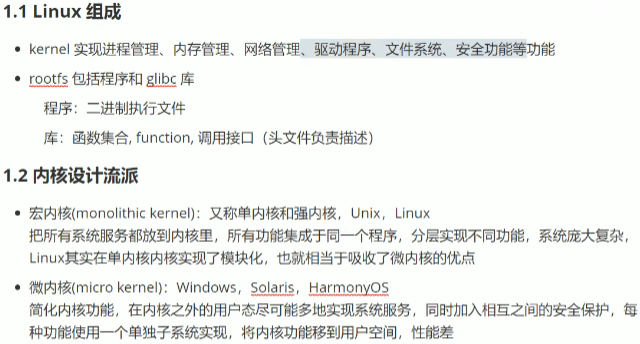 1.1 Linux 组成
kernel 实现进程管理、内存管理、网络管理、驱动程序、文件系统、安全功能等功能
rootfs 包括程序和 glibc 库
程序：二进制执行文件
库：函数集合, function, 调用接口（头文件负责描述）
1.2 内核设计流派
宏内核(monolithic kernel)：又称单内核和强内核，Unix，Linux
把所有系统服务都放到内核里，所有功能集成于同一个程序，分层实现不同功能，系统庞大复杂，
Linux其实在单内核内核实现了模块化，也就相当于吸收了微内核的优点
微内核(micro kernel)：Windows，Solaris，HarmonyOS
简化内核功能，在内核之外的用户态尽可能多地实现系统服务，同时加入相互之间的安全保护，每
种功能使用一个单独子系统实现，将内核功能移到用户空间，性能差